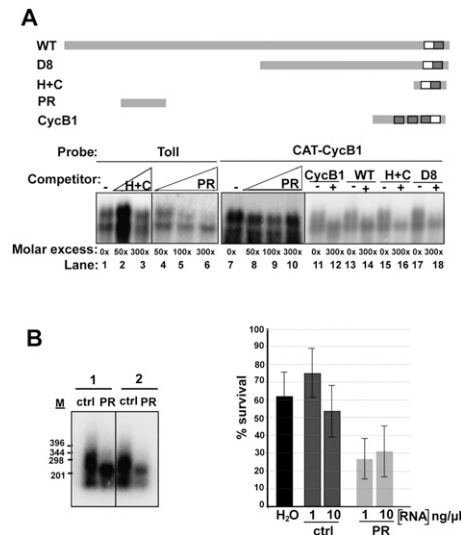 A
WT
D8
H+C
PR
CycB1
Probe: Toll CAT-CycB1
Competitor: - H+C PR - PR CycB1 WT H+C D8
- + - + - + - +
Molar excess: 0x 50x 300x 0x 50x 100x 300x 0x 50x 100x 300x 0x 300x 0x 300x 0x 300x 0x 300x
Lane: 1 2 3 4 5 6 7 8 9 10 11 12 13 14 15 16 17 18
B
1 2
M ctrl PR ctrl PR
396
344
298
201
% survival
100
90
80
70
60
50
40
30
20
10
0
H2O 1 10 1 10 [RNA] ng/µl
ctrl PR